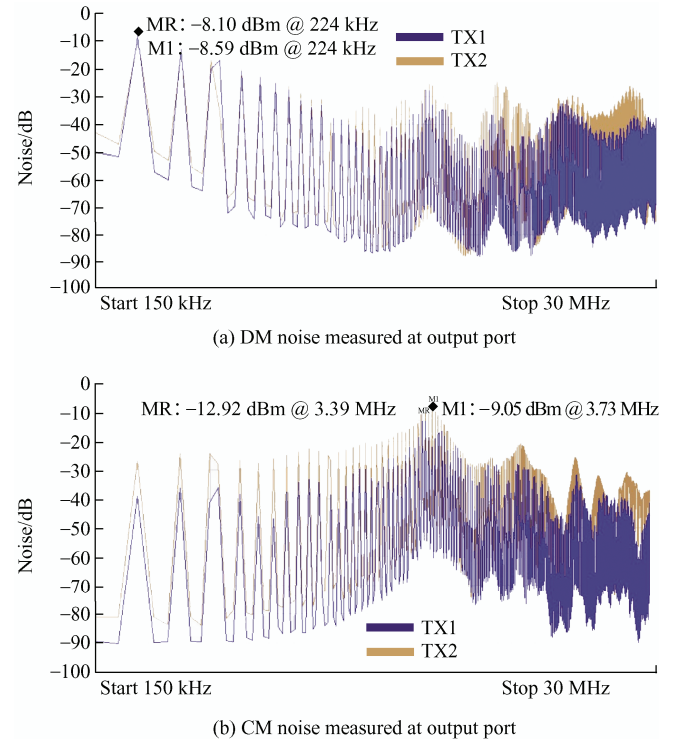 MR: −8.10 dBm @ 224 kHz
M1: −8.59 dBm @ 224 kHz
TX1
TX2
Noise/dB
0
−10
−20
−30
−40
−50
−60
−70
−80
−90
−100
Start 150 kHz
Stop 30 MHz
(a) DM noise measured at output port
MR: −12.92 dBm @ 3.39 MHz
MR
M1
M1: −9.05 dBm @ 3.73 MHz
Noise/dB
0
−10
−20
−30
−40
−50
−60
−70
−80
−90
−100
TX1
TX2
Start 150 kHz
Stop 30 MHz
(b) CM noise measured at output port